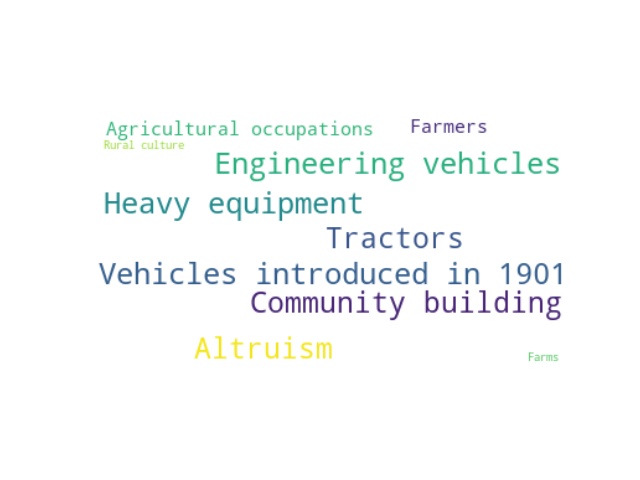 Agricultural occupations
Farmers
Rural culture
Engineering vehicles
Heavy equipment
Tractors
Vehicles introduced in 1901
Community building
Altruism
Farms